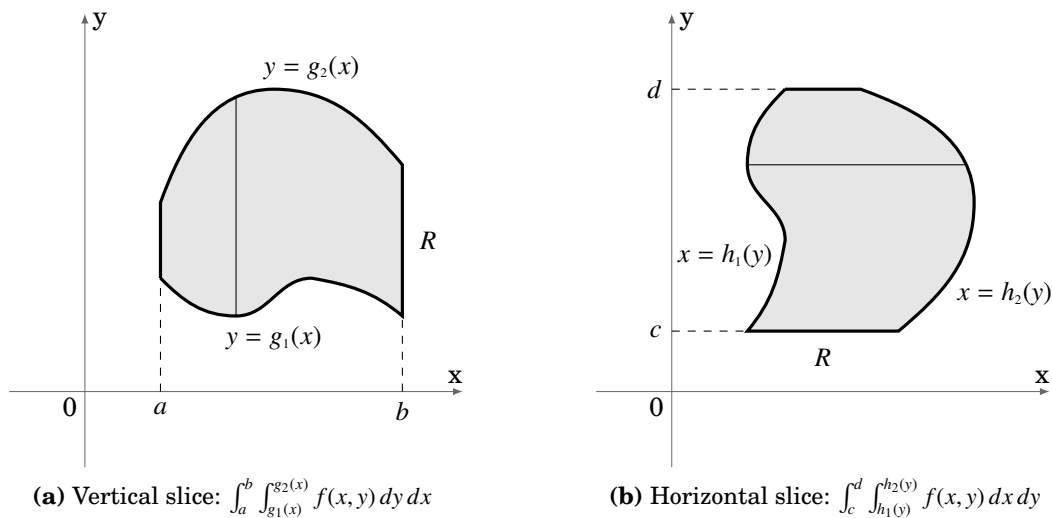 y
y = g₂(x)
R
y = g₁(x)
x
0
a
b
(a) Vertical slice: ∫ₐᵇ ∫_{g₁(x)}^{g₂(x)} f(x, y) dy dx
y
d
x = h₁(y)
x = h₂(y)
c
R
x
0
(b) Horizontal slice: ∫_c^d ∫_{h₁(y)}^{h₂(y)} f(x, y) dx dy